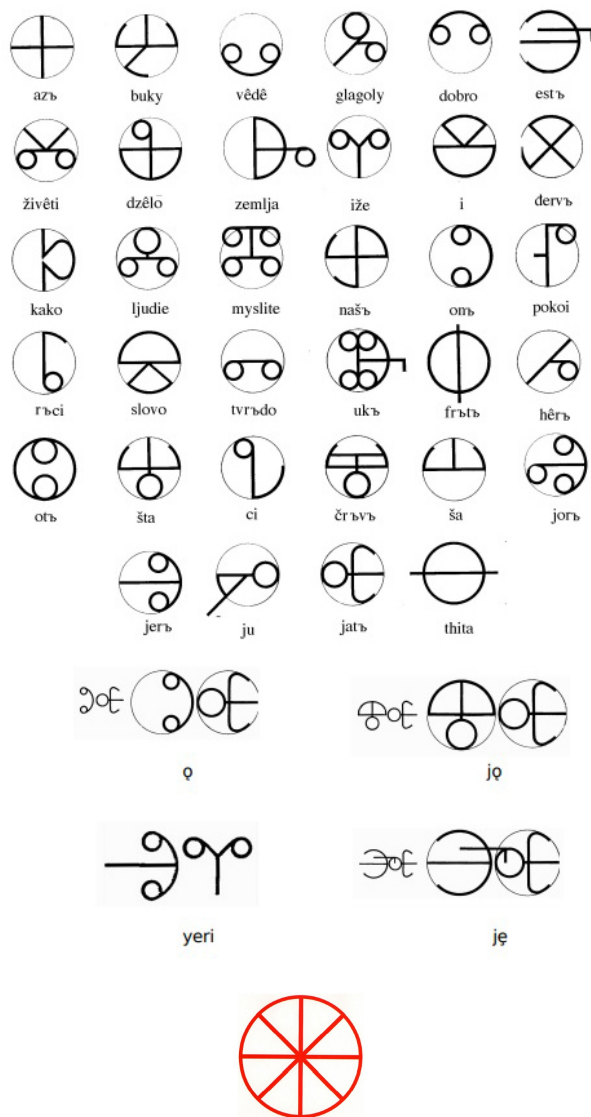 azъ buky vêdê glagoly dobro estъ
živêti dzêlo zemlja iže i đervъ
kako ljudie myslite našъ onъ pokoi
rъci slovo tvrъdo ukъ frъtъ hêrъ
otъ šta ci črъvъ ša jorъ
jerъ ju jatъ thita
ǫ jǫ
yeri ję